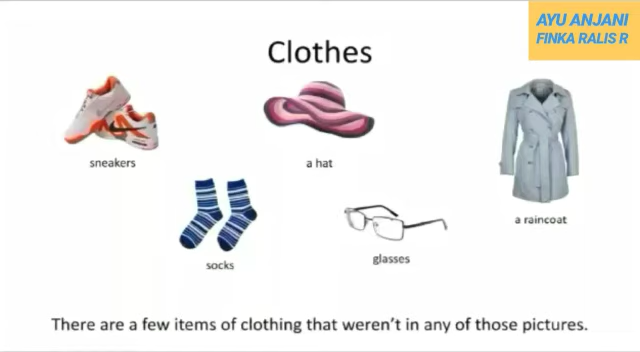 AYU ANJANI
FINKA RALIS R
Clothes
sneakers
a hat
a raincoat
socks
glasses
There are a few items of clothing that weren't in any of those pictures.